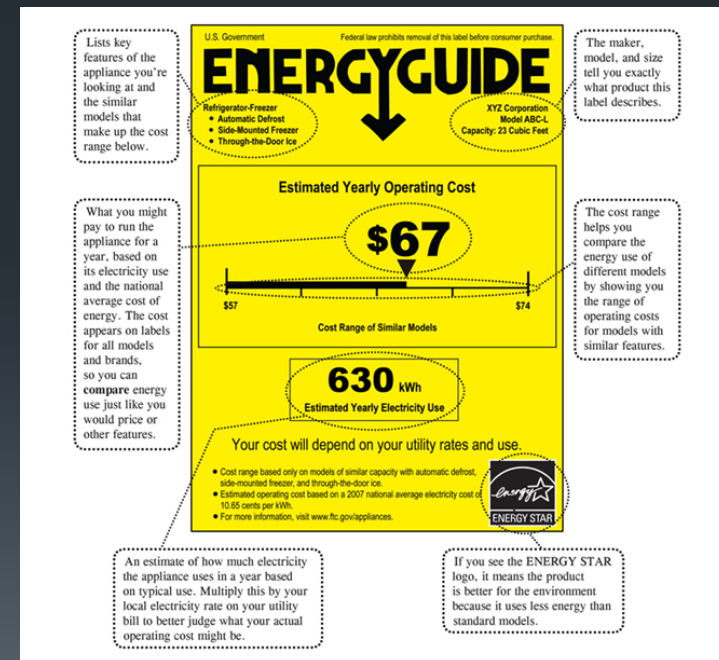 Lists key
features of the
appliance you're
looking at and
the similar
models that
make up the cost
range below.
U.S. Government
Federal law prohibits removal of this label before consumer purchase.
ENERGYGUIDE
Refrigerator-Freezer
• Automatic Defrost
• Side-Mounted Freezer
• Through-the-Door Ice
XYZ Corporation
Model ABC-L
Capacity: 23 Cubic Feet
The maker,
model, and size
tell you exactly
what product this
label describes.
What you might
pay to run the
appliance for a
year, based on
its electricity use
and the national
average cost of
energy. The cost
appears on labels
for all models
and brands,
so you can
compare energy
use just like you
would price or
other features.
Estimated Yearly Operating Cost
$67
$57
$74
Cost Range of Similar Models
The cost range
helps you
compare the
energy use of
different models
by showing you
the range of
operating costs
for models with
similar features.
630 kWh
Estimated Yearly Electricity Use
Your cost will depend on your utility rates and use.
• Cost range based only on models of similar capacity with automatic defrost,
side-mounted freezer, and through-the-door ice.
• Estimated operating cost based on a 2007 national average electricity cost of
10.65 cents per kWh.
• For more information, visit www.ftc.gov/appliances.
energy
ENERGY STAR
An estimate of how much electricity
the appliance uses in a year based
on typical use. Multiply this by your
local electricity rate on your utility
bill to better judge what your actual
operating cost might be.
If you see the ENERGY STAR
logo, it means the product
is better for the environment
because it uses less energy than
standard models.